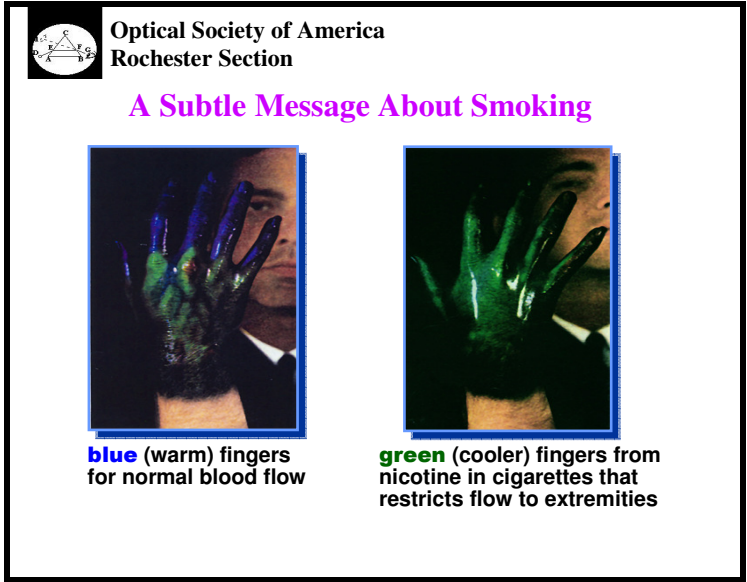 Optical Society of America
Rochester Section
A Subtle Message About Smoking
blue (warm) fingers
for normal blood flow
green (cooler) fingers from
nicotine in cigarettes that
restricts flow to extremities